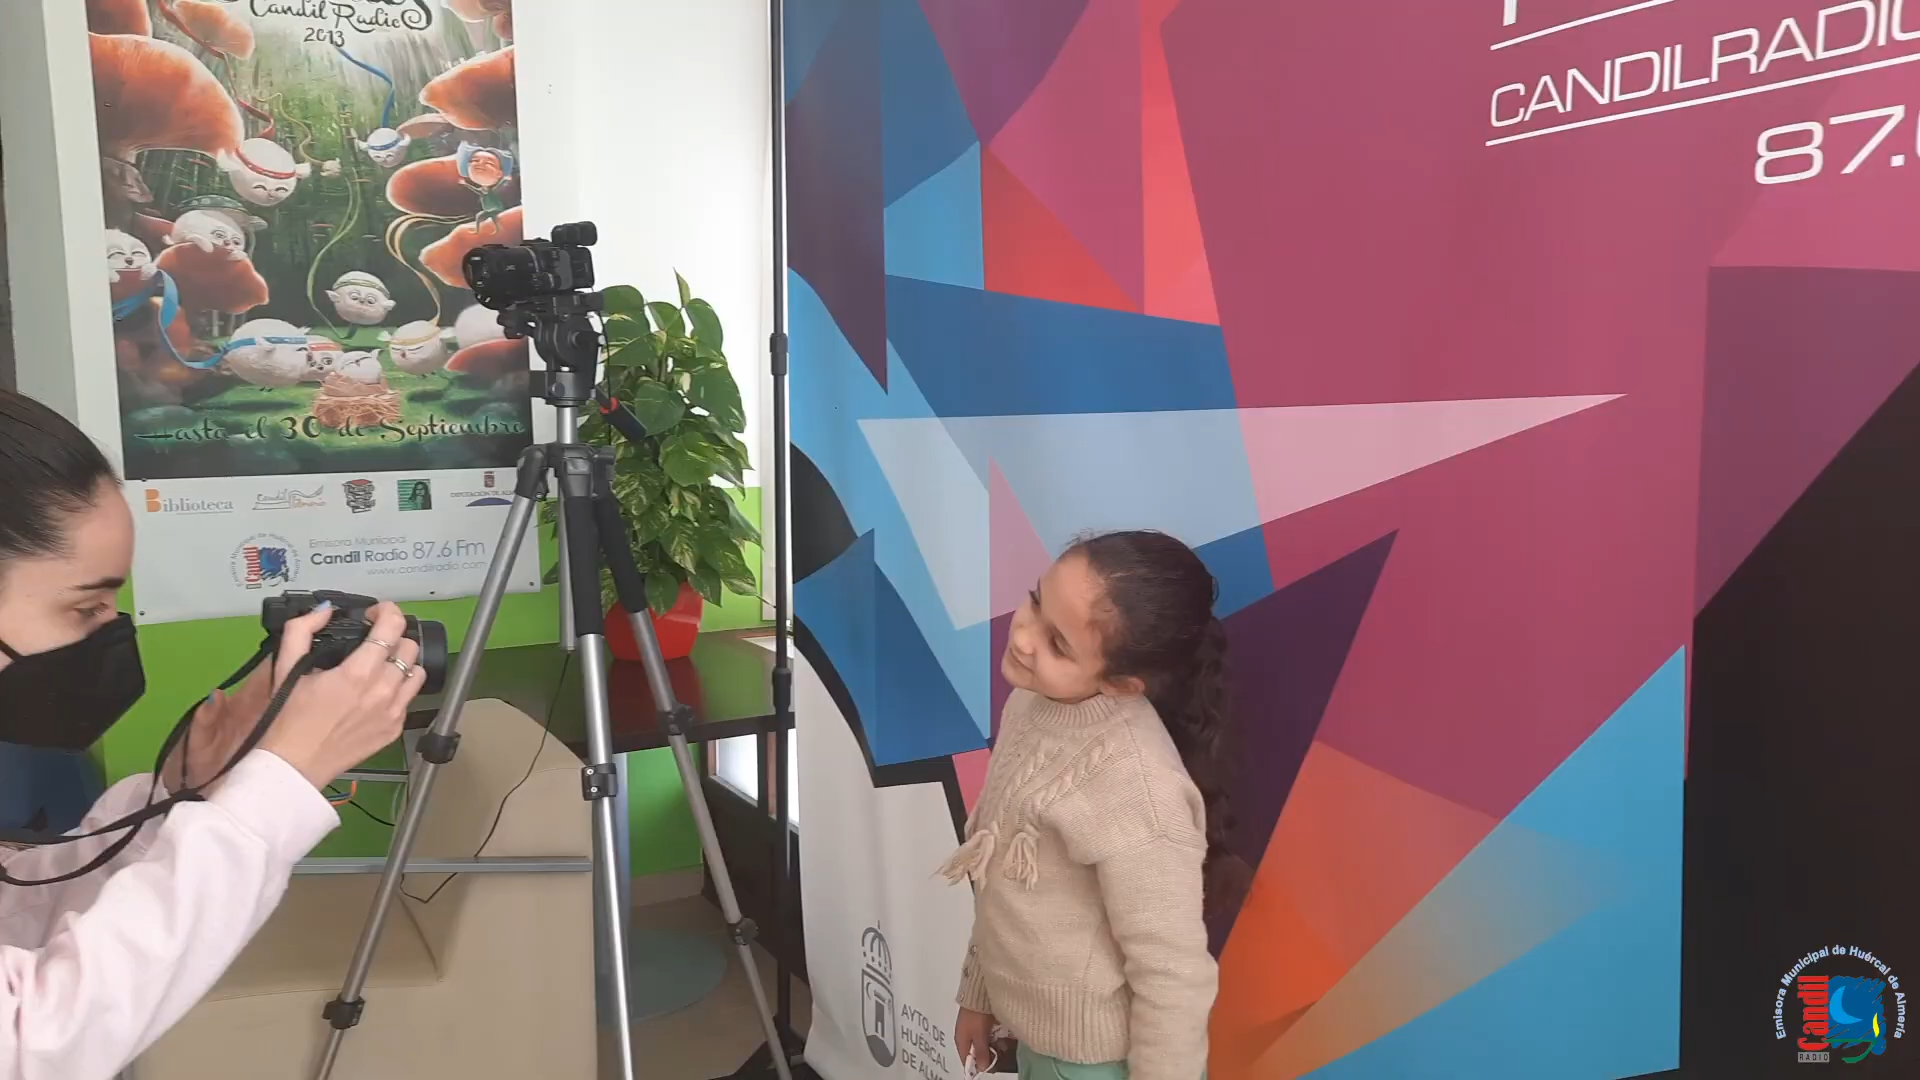 Candil Radio
2013
Hasta el 30 de Septiembre
Biblioteca
Emisora Municipal
Candil Radio 87.6 Fm
www.candilradio.com
CANDILRADIO
87.
AYTO. DE
HUÉRCAL
DE ALM
Emisora Municipal de Huércal de Almería
Candil
RADIO